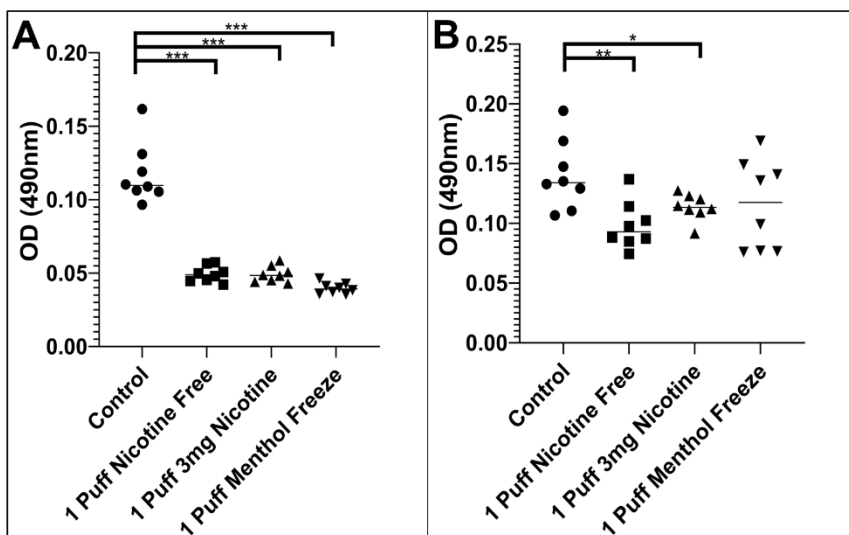 A
***
***
***
0.20
0.15
0.10
0.05
0.00
OD (490nm)
Control
1 Puff Nicotine Free
1 Puff 3mg Nicotine
1 Puff Menthol Freeze
B
*
**
0.25
0.20
0.15
0.10
0.05
0.00
OD (490nm)
Control
1 Puff Nicotine Free
1 Puff 3mg Nicotine
1 Puff Menthol Freeze